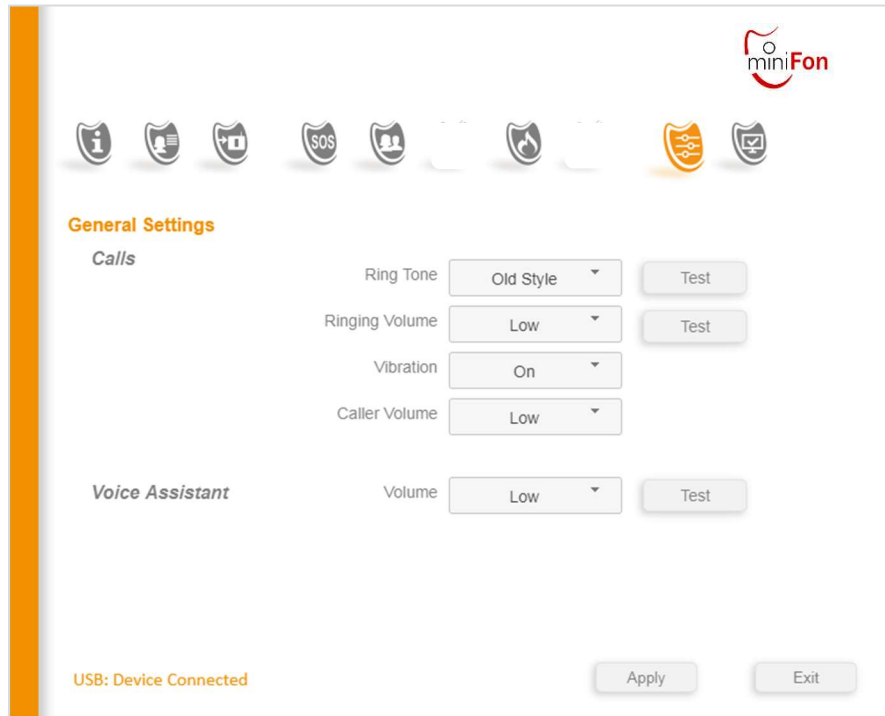 miniFon
SOS
General Settings
Calls
Ring Tone Old Style Test
Ringing Volume Low Test
Vibration On
Caller Volume Low
Voice Assistant Volume Low Test
USB: Device Connected Apply Exit